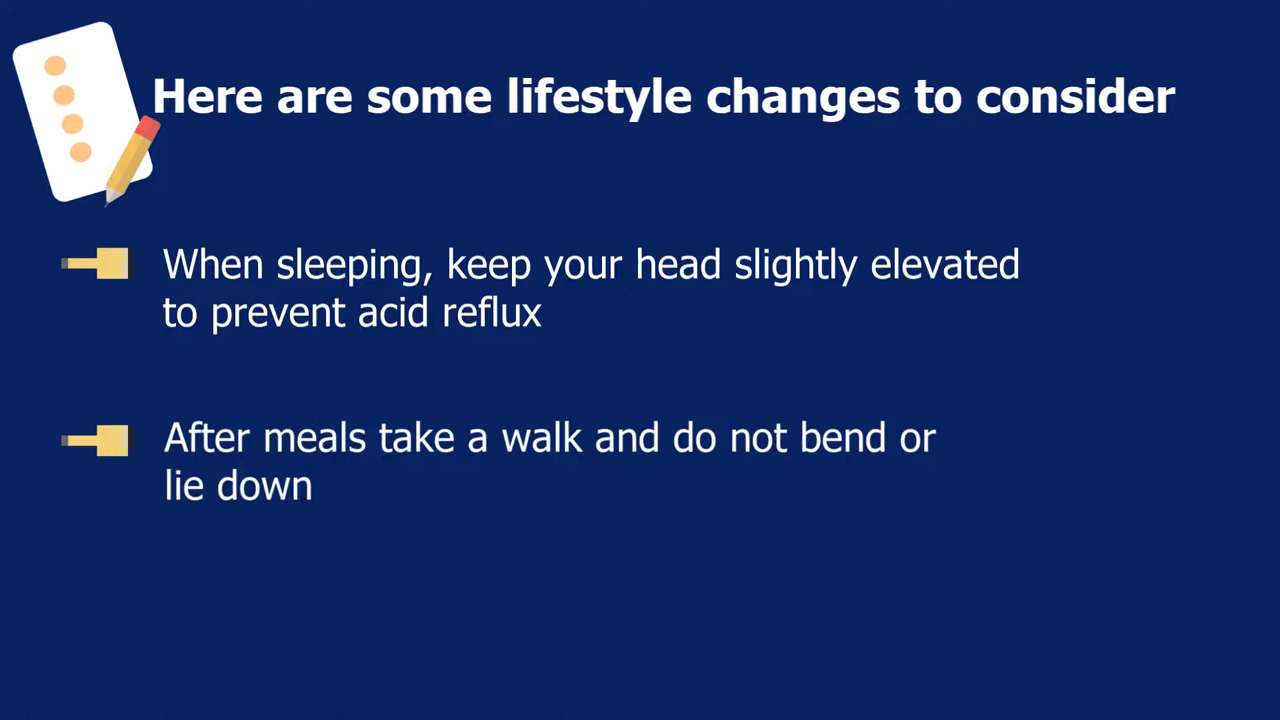 Here are some lifestyle changes to consider
When sleeping, keep your head slightly elevated
to prevent acid reflux
After meals take a walk and do not bend or
lie down